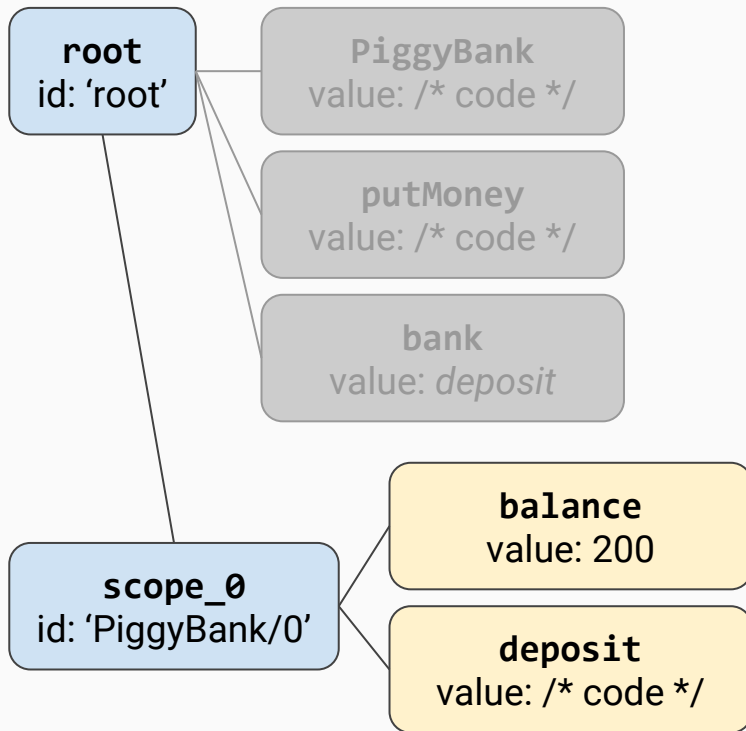 root
id: ‘root’
PiggyBank
value: /* code */
putMoney
value: /* code */
bank
value: deposit
scope_0
id: ‘PiggyBank/0’
balance
value: 200
deposit
value: /* code */